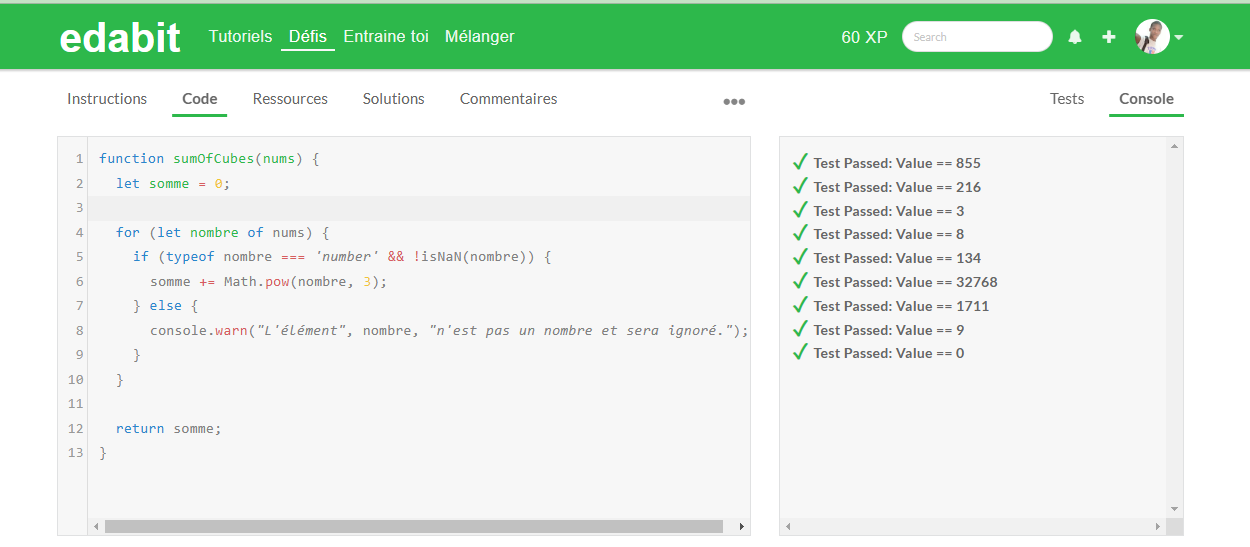 edabit Tutoriels Défis Entraine toi Mélanger 60 XP Search
Instructions Code Ressources Solutions Commentaires ••• Tests Console
1 function sumOfCubes(nums) {
2 let somme = 0;
3
4 for (let nombre of nums) {
5 if (typeof nombre === 'number' && !isNaN(nombre)) {
6 somme += Math.pow(nombre, 3);
7 } else {
8 console.warn("L'élément", nombre, "n'est pas un nombre et sera ignoré.");
9 }
10 }
11
12 return somme;
13 }
✓ Test Passed: Value == 855
✓ Test Passed: Value == 216
✓ Test Passed: Value == 3
✓ Test Passed: Value == 8
✓ Test Passed: Value == 134
✓ Test Passed: Value == 32768
✓ Test Passed: Value == 1711
✓ Test Passed: Value == 9
✓ Test Passed: Value == 0